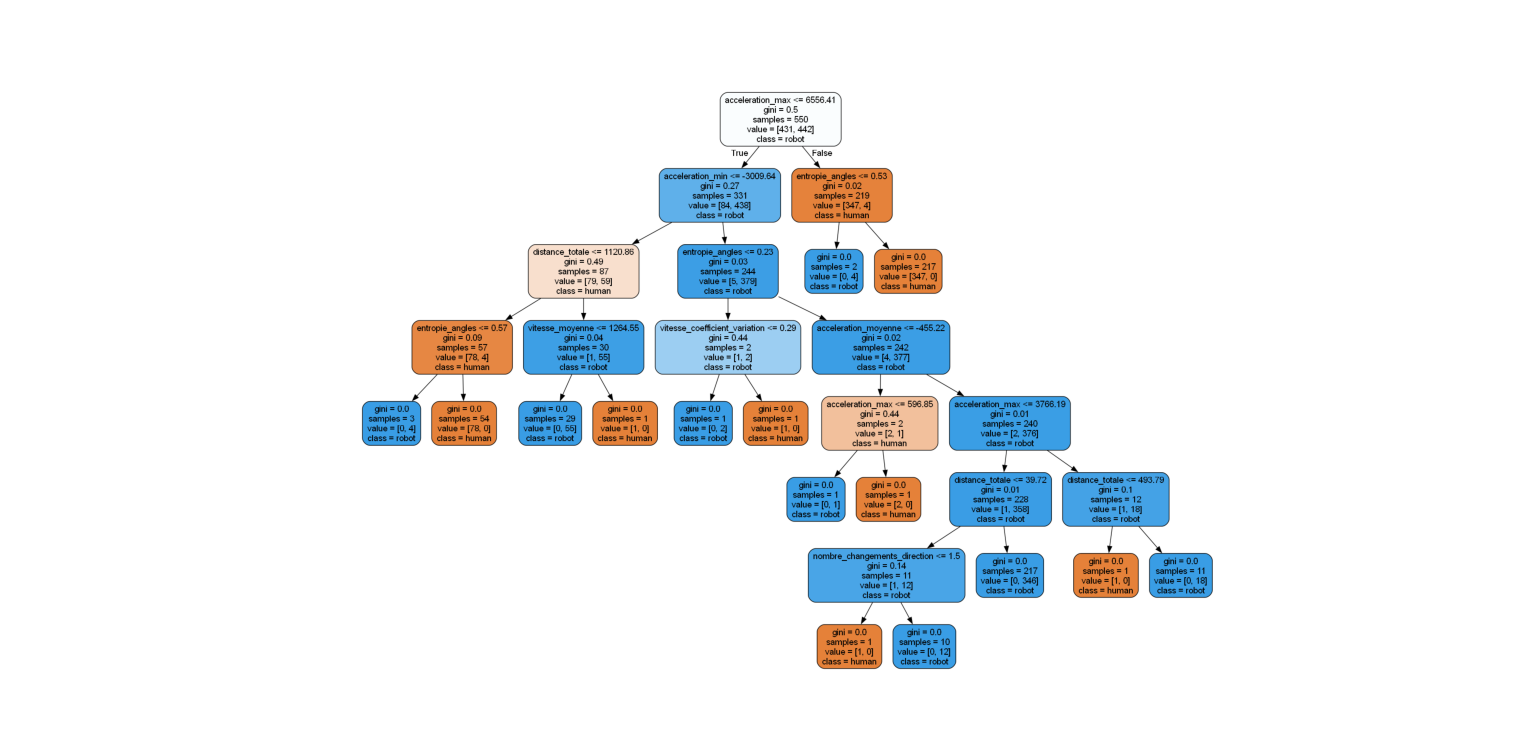 acceleration_max <= 6556.41
gini = 0.5
samples = 550
value = [431, 442]
class = robot
True
False
acceleration_min <= -3009.64
gini = 0.27
samples = 331
value = [84, 438]
class = robot
entropie_angles <= 0.53
gini = 0.02
samples = 219
value = [347, 4]
class = human
distance_totale <= 1120.86
gini = 0.49
samples = 87
value = [79, 59]
class = human
entropie_angles <= 0.23
gini = 0.03
samples = 244
value = [5, 379]
class = robot
gini = 0.0
samples = 2
value = [0, 4]
class = robot
gini = 0.0
samples = 217
value = [347, 0]
class = human
entropie_angles <= 0.57
gini = 0.09
samples = 57
value = [78, 4]
class = human
vitesse_moyenne <= 1264.55
gini = 0.04
samples = 30
value = [1, 55]
class = robot
vitesse_coefficient_variation <= 0.29
gini = 0.44
samples = 2
value = [1, 2]
class = robot
acceleration_moyenne <= -455.22
gini = 0.02
samples = 242
value = [4, 377]
class = robot
gini = 0.0
samples = 3
value = [0, 4]
class = robot
gini = 0.0
samples = 54
value = [78, 0]
class = human
gini = 0.0
samples = 29
value = [0, 55]
class = robot
gini = 0.0
samples = 1
value = [1, 0]
class = human
gini = 0.0
samples = 1
value = [0, 2]
class = robot
gini = 0.0
samples = 1
value = [1, 0]
class = human
acceleration_max <= 596.85
gini = 0.44
samples = 2
value = [2, 1]
class = human
acceleration_max <= 3766.19
gini = 0.01
samples = 240
value = [2, 376]
class = robot
gini = 0.0
samples = 1
value = [0, 1]
class = robot
gini = 0.0
samples = 1
value = [2, 0]
class = human
distance_totale <= 39.72
gini = 0.01
samples = 228
value = [1, 358]
class = robot
distance_totale <= 493.79
gini = 0.1
samples = 12
value = [1, 18]
class = robot
nombre_changements_direction <= 1.5
gini = 0.14
samples = 11
value = [1, 12]
class = robot
gini = 0.0
samples = 217
value = [0, 346]
class = robot
gini = 0.0
samples = 1
value = [1, 0]
class = human
gini = 0.0
samples = 11
value = [0, 18]
class = robot
gini = 0.0
samples = 1
value = [1, 0]
class = human
gini = 0.0
samples = 10
value = [0, 12]
class = robot